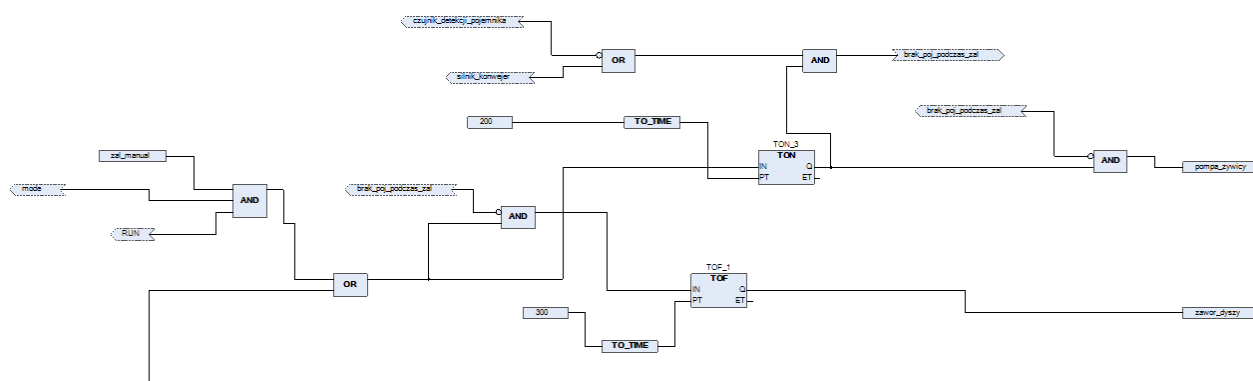 czujnik_detekcji_pojemnika
OR
AND
brak_poj_podczas_zal
silnik_konwejer
brak_poj_podczas_zal
200
TO_TIME
TON_3
TON
IN
Q
PT
ET
AND
pompa_zywicy
zal_manual
mode
AND
brak_poj_podczas_zal
AND
RUN
OR
TOF_1
TOF
IN
Q
PT
ET
300
zawor_dyszy
TO_TIME